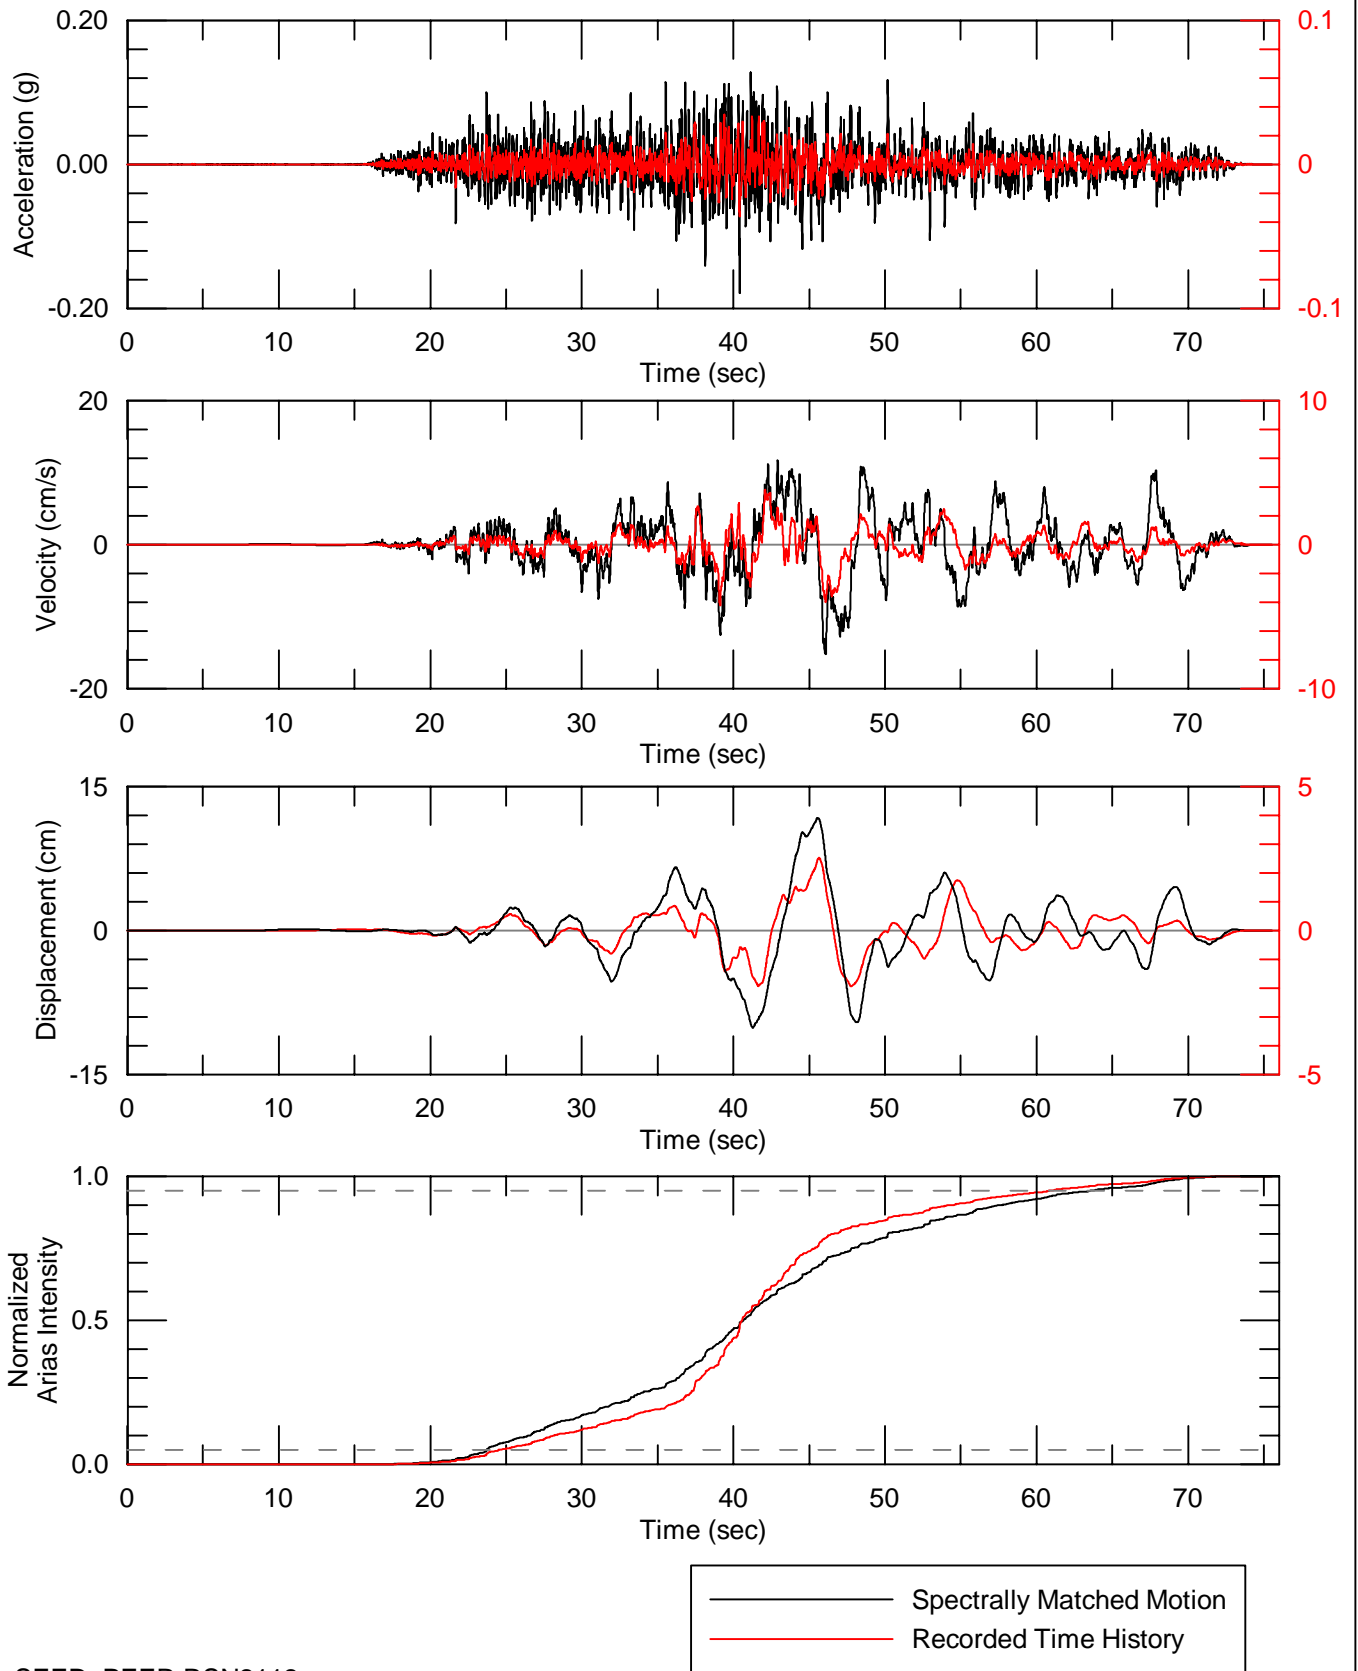 0.20
0.00
-0.20
0.1
0
-0.1
Acceleration (g)
0 10 20 30 40 50 60 70
Time (sec)
20
0
-20
10
0
-10
Velocity (cm/s)
0 10 20 30 40 50 60 70
Time (sec)
15
0
-15
5
0
-5
Displacement (cm)
0 10 20 30 40 50 60 70
Time (sec)
1.0
0.5
0.0
Normalized
Arias Intensity
0 10 20 30 40 50 60 70
Time (sec)
Spectrally Matched Motion
Recorded Time History